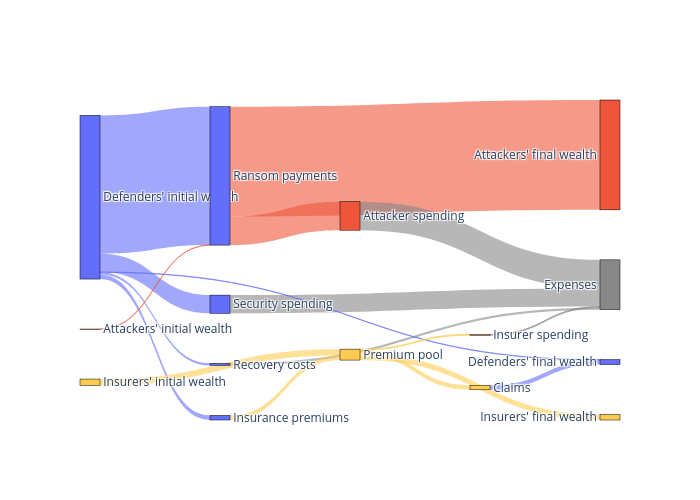 Attackers' final wealth
Ransom payments
Defenders' initial wealth
Attacker spending
Expenses
Security spending
Attackers' initial wealth
Insurer spending
Premium pool
Defenders' final wealth
Recovery costs
Insurers' initial wealth
Claims
Insurance premiums
Insurers' final wealth